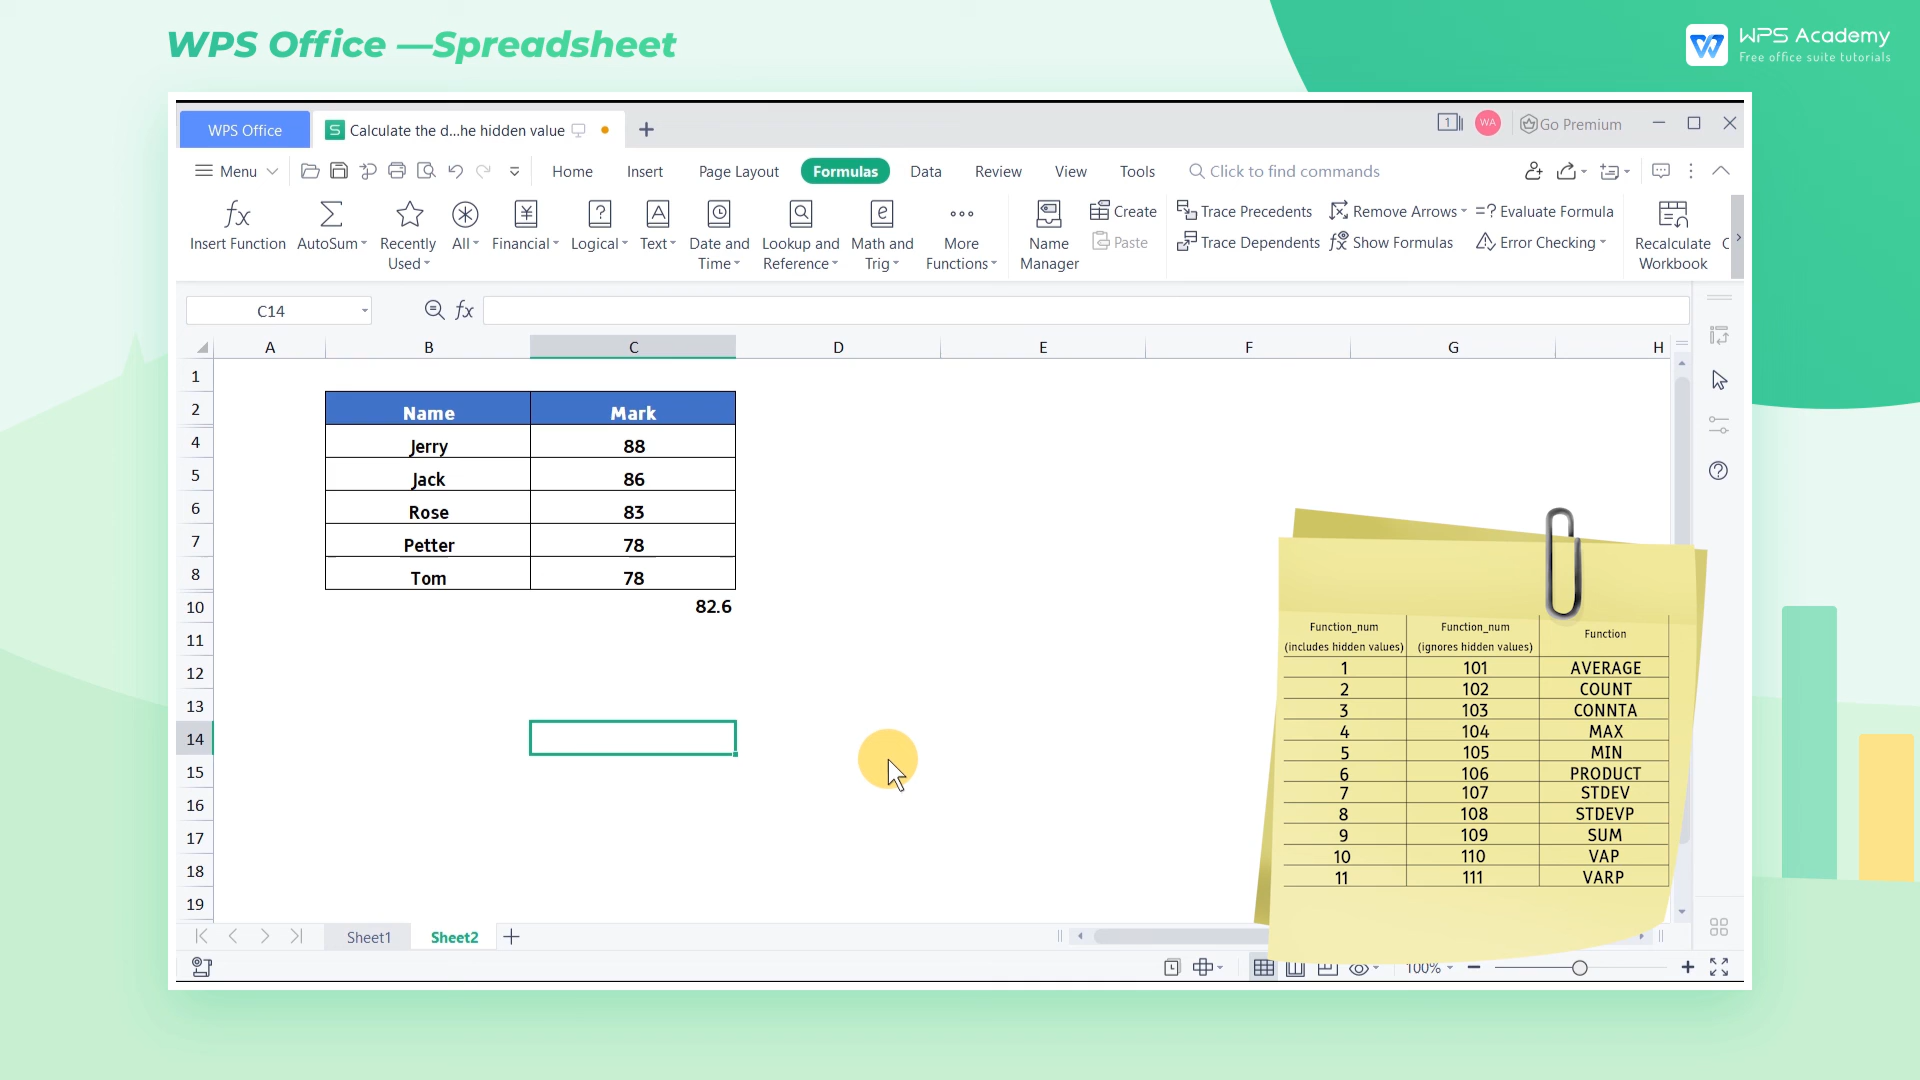 WPS Office —Spreadsheet
WPS Academy
Free office suite tutorials
WPS Office
S Calculate the d...he hidden value
1
WA
Go Premium
Menu
Home Insert Page Layout Formulas Data Review View Tools Click to find commands
fx Insert Function
AutoSum
Recently Used
All
Financial
Logical
Text
Date and Time
Lookup and Reference
Math and Trig
More Functions
Name Manager
Create
Paste
Trace Precedents
Trace Dependents
Remove Arrows
Show Formulas
=? Evaluate Formula
Error Checking
Recalculate Workbook
C14
fx
A B C D E F G H
1
2 Name Mark
4 Jerry 88
5 Jack 86
6 Rose 83
7 Petter 78
8 Tom 78
10 82.6
11
12
13
14
15
16
17
18
19
Function_num (includes hidden values)
Function_num (ignores hidden values)
Function
1 101 AVERAGE
2 102 COUNT
3 103 CONNTA
4 104 MAX
5 105 MIN
6 106 PRODUCT
7 107 STDEV
8 108 STDEVP
9 109 SUM
10 110 VAP
11 111 VARP
Sheet1 Sheet2
100%